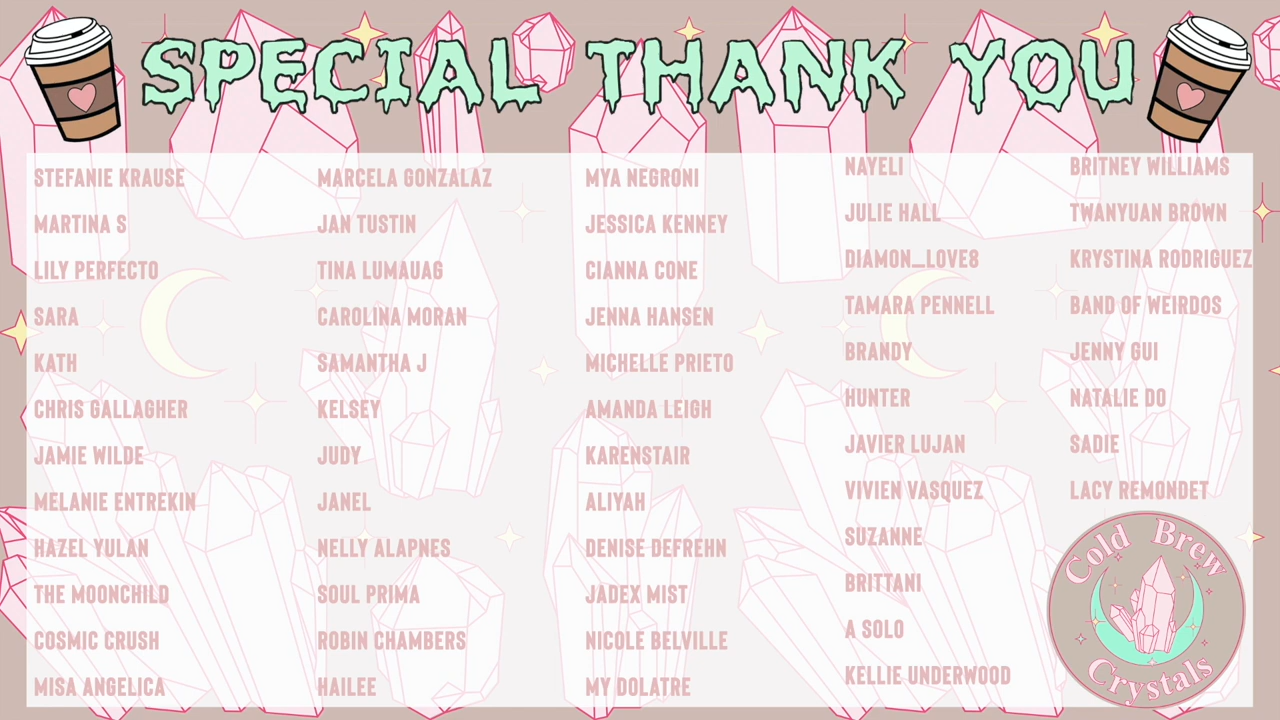 SPECIAL THANK YOU
STEFANIE KRAUSE
MARTINA S
LILY PERFECTO
SARA
KATH
CHRIS GALLAGHER
JAMIE WILDE
MELANIE ENTREKIN
HAZEL YULAN
THE MOONCHILD
COSMIC CRUSH
MISA ANGELICA
MARCELA GONZALAZ
JAN TUSTIN
TINA LUMAUAG
CAROLINA MORAN
SAMANTHA J
KELSEY
JUDY
JANEL
NELLY ALAPNES
SOUL PRIMA
ROBIN CHAMBERS
HAILEE
MYA NEGRONI
JESSICA KENNEY
CIANNA CONE
JENNA HANSEN
MICHELLE PRIETO
AMANDA LEIGH
KARENSTAIR
ALIYAH
DENISE DEFREHN
JADEX MIST
NICOLE BELVILLE
MY DOLATRE
NAYELI
JULIE HALL
DIAMON_LOVE8
TAMARA PENNELL
BRANDY
HUNTER
JAVIER LUJAN
VIVIEN VASQUEZ
SUZANNE
BRITTANI
A SOLO
KELLIE UNDERWOOD
BRITNEY WILLIAMS
TWANYUAN BROWN
KRYSTINA RODRIGUEZ
BAND OF WEIRDOS
JENNY GUI
NATALIE DO
SADIE
LACY REMONDET
Cold Brew
Crystals